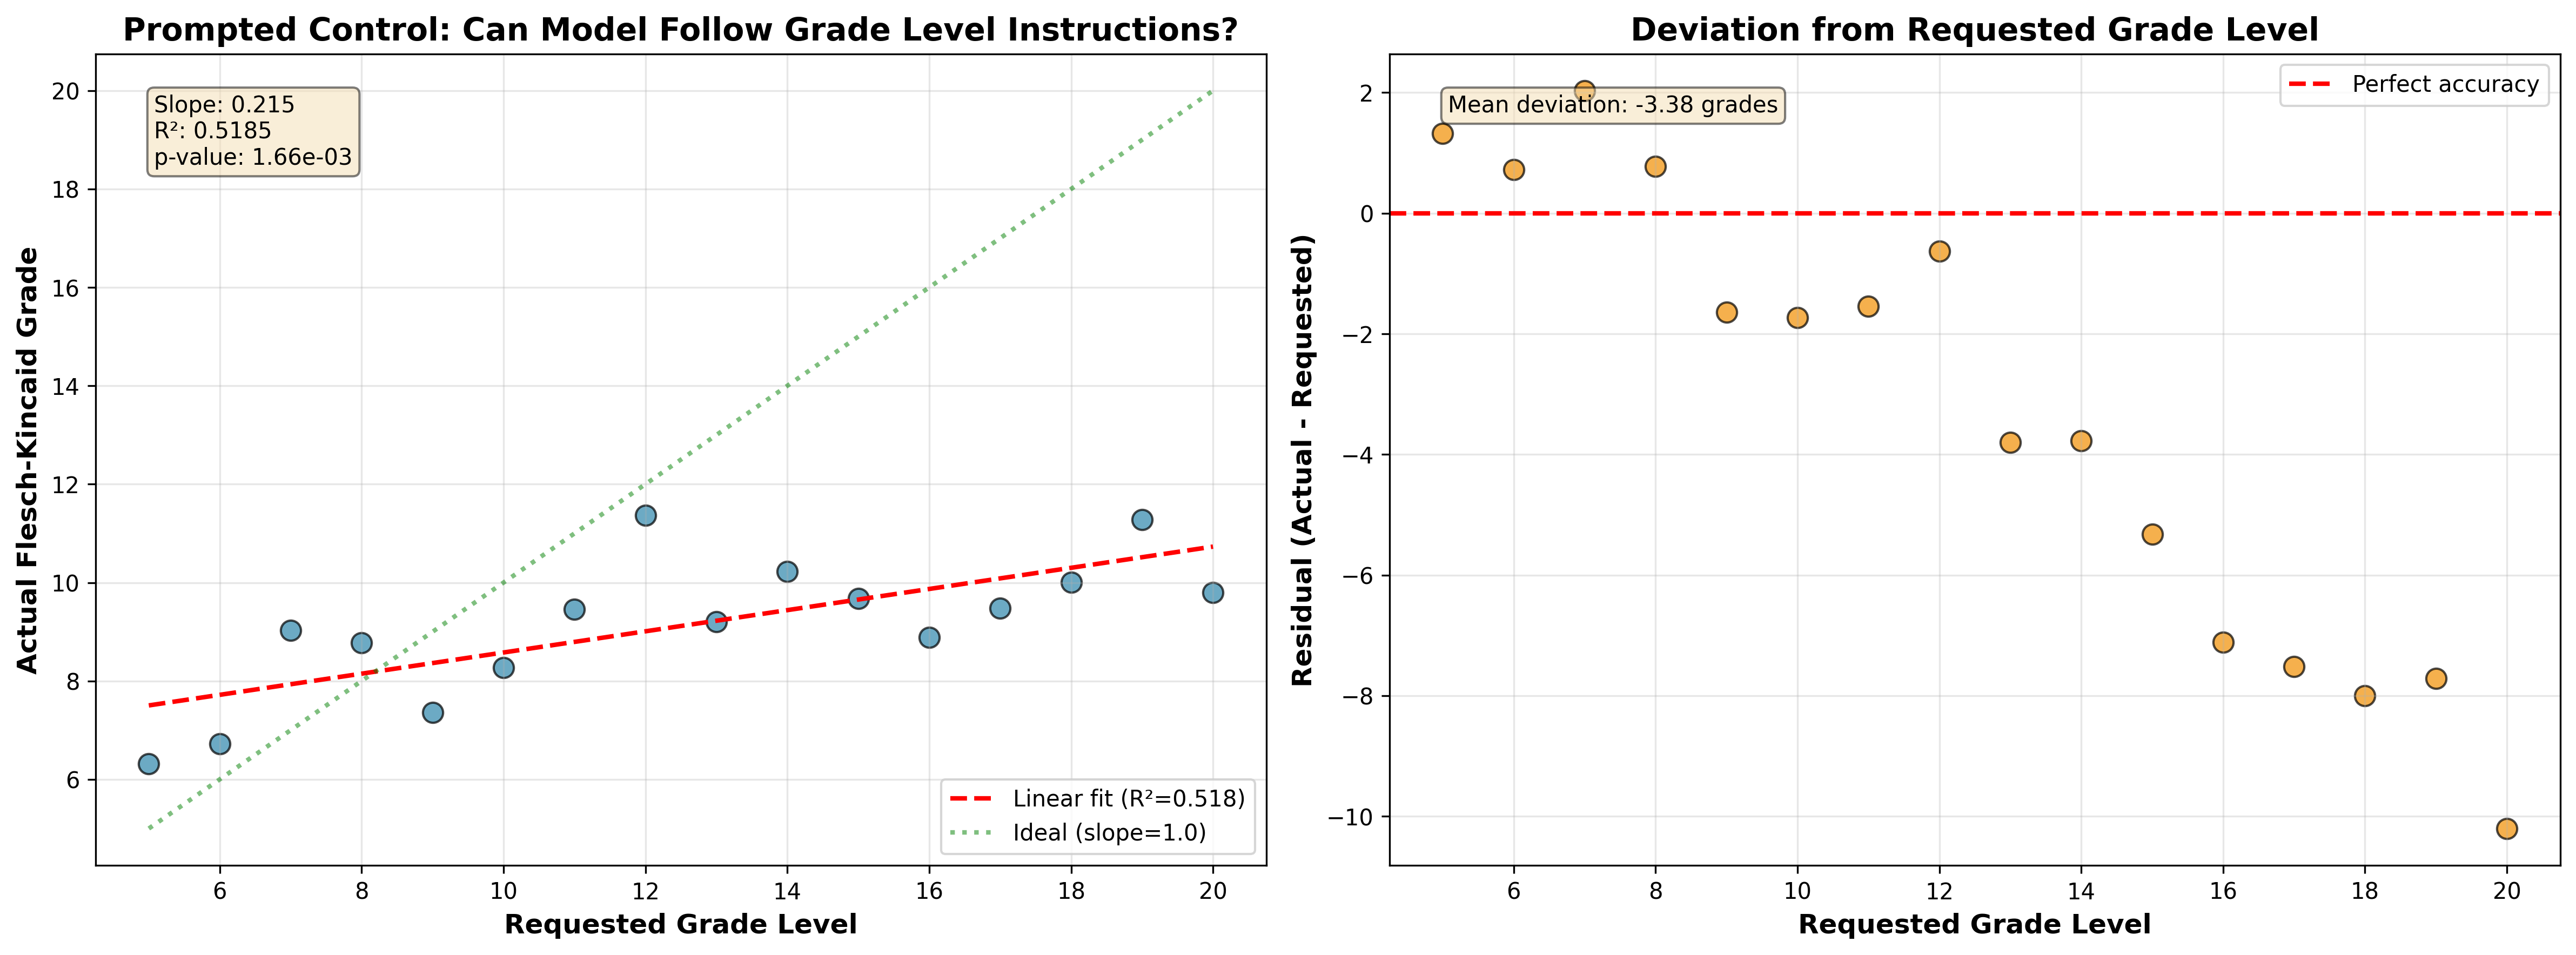 Prompted Control: Can Model Follow Grade Level Instructions?
Slope: 0.215
R²: 0.5185
p-value: 1.66e-03
Actual Flesch-Kincaid Grade
20
18
16
14
12
10
8
6
Linear fit (R²=0.518)
Ideal (slope=1.0)
6 8 10 12 14 16 18 20
Requested Grade Level
Deviation from Requested Grade Level
Mean deviation: -3.38 grades
Perfect accuracy
Residual (Actual - Requested)
2
0
−2
−4
−6
−8
−10
6 8 10 12 14 16 18 20
Requested Grade Level